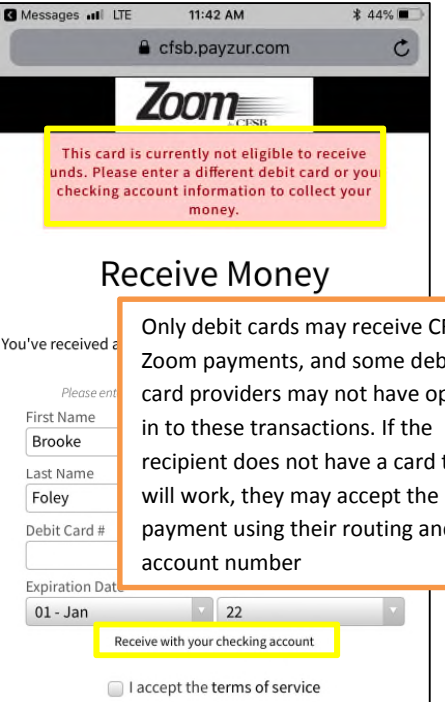 Messages LTE 11:42 AM 44%
cfsb.payzur.com
Zoom
by CFSB
This card is currently not eligible to receive
unds. Please enter a different debit card or you
checking account information to collect your
money.
Receive Money
You've received a
Please ent
First Name
Brooke
Last Name
Foley
Debit Card #
Expiration Date
01 - Jan 22
Receive with your checking account
I accept the terms of service
Only debit cards may receive CF
Zoom payments, and some deb
card providers may not have op
in to these transactions. If the
recipient does not have a card t
will work, they may accept the
payment using their routing an
account number